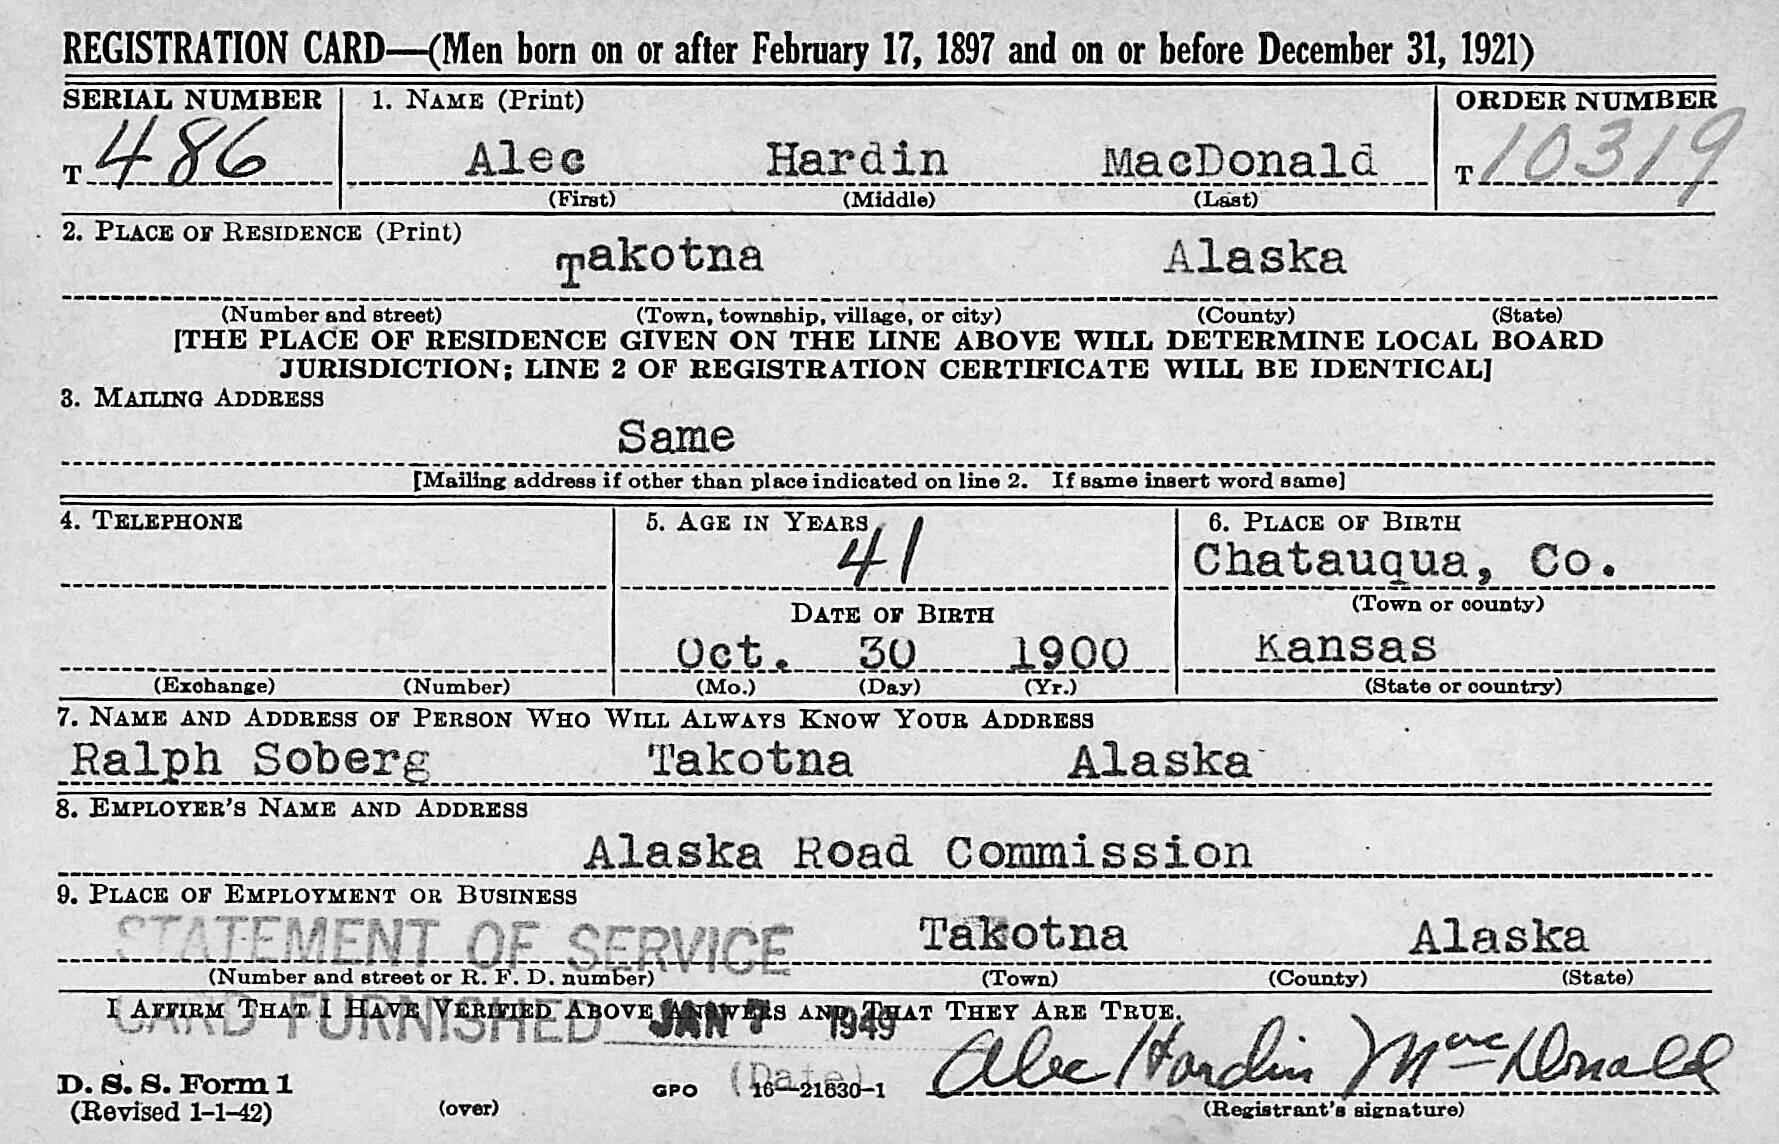 REGISTRATION CARD—(Men born on or after February 17, 1897 and on or before December 31, 1921)
SERIAL NUMBER 1. NAME (Print) ORDER NUMBER
T 486 Alec Hardin MacDonald T 10319
(First) (Middle) (Last)
2. PLACE OF RESIDENCE (Print)
Takotna Alaska
(Number and street) (Town, township, village, or city) (County) (State)
[THE PLACE OF RESIDENCE GIVEN ON THE LINE ABOVE WILL DETERMINE LOCAL BOARD
JURISDICTION; LINE 2 OF REGISTRATION CERTIFICATE WILL BE IDENTICAL]
3. MAILING ADDRESS
Same
[Mailing address if other than place indicated on line 2. If same insert word same]
4. TELEPHONE 5. AGE IN YEARS 6. PLACE OF BIRTH
41 Chatauqua, Co.
DATE OF BIRTH (Town or county)
Oct. 30 1900 Kansas
(Exchange) (Number) (Mo.) (Day) (Yr.) (State or country)
7. NAME AND ADDRESS OF PERSON WHO WILL ALWAYS KNOW YOUR ADDRESS
Ralph Soberg Takotna Alaska
8. EMPLOYER'S NAME AND ADDRESS
Alaska Road Commission
9. PLACE OF EMPLOYMENT OR BUSINESS
STATEMENT OF SERVICE Takotna Alaska
(Number and street or R. F. D. number) (Town) (County) (State)
I AFFIRM THAT I HAVE VERIFIED ABOVE ANSWERS AND THAT THEY ARE TRUE.
CARD FURNISHED JAN 7 1949
Alec Hardin MacDonald
D. S. S. Form 1 GPO (Date) 16—21630-1
(Revised 1-1-42) (over) (Registrant's signature)